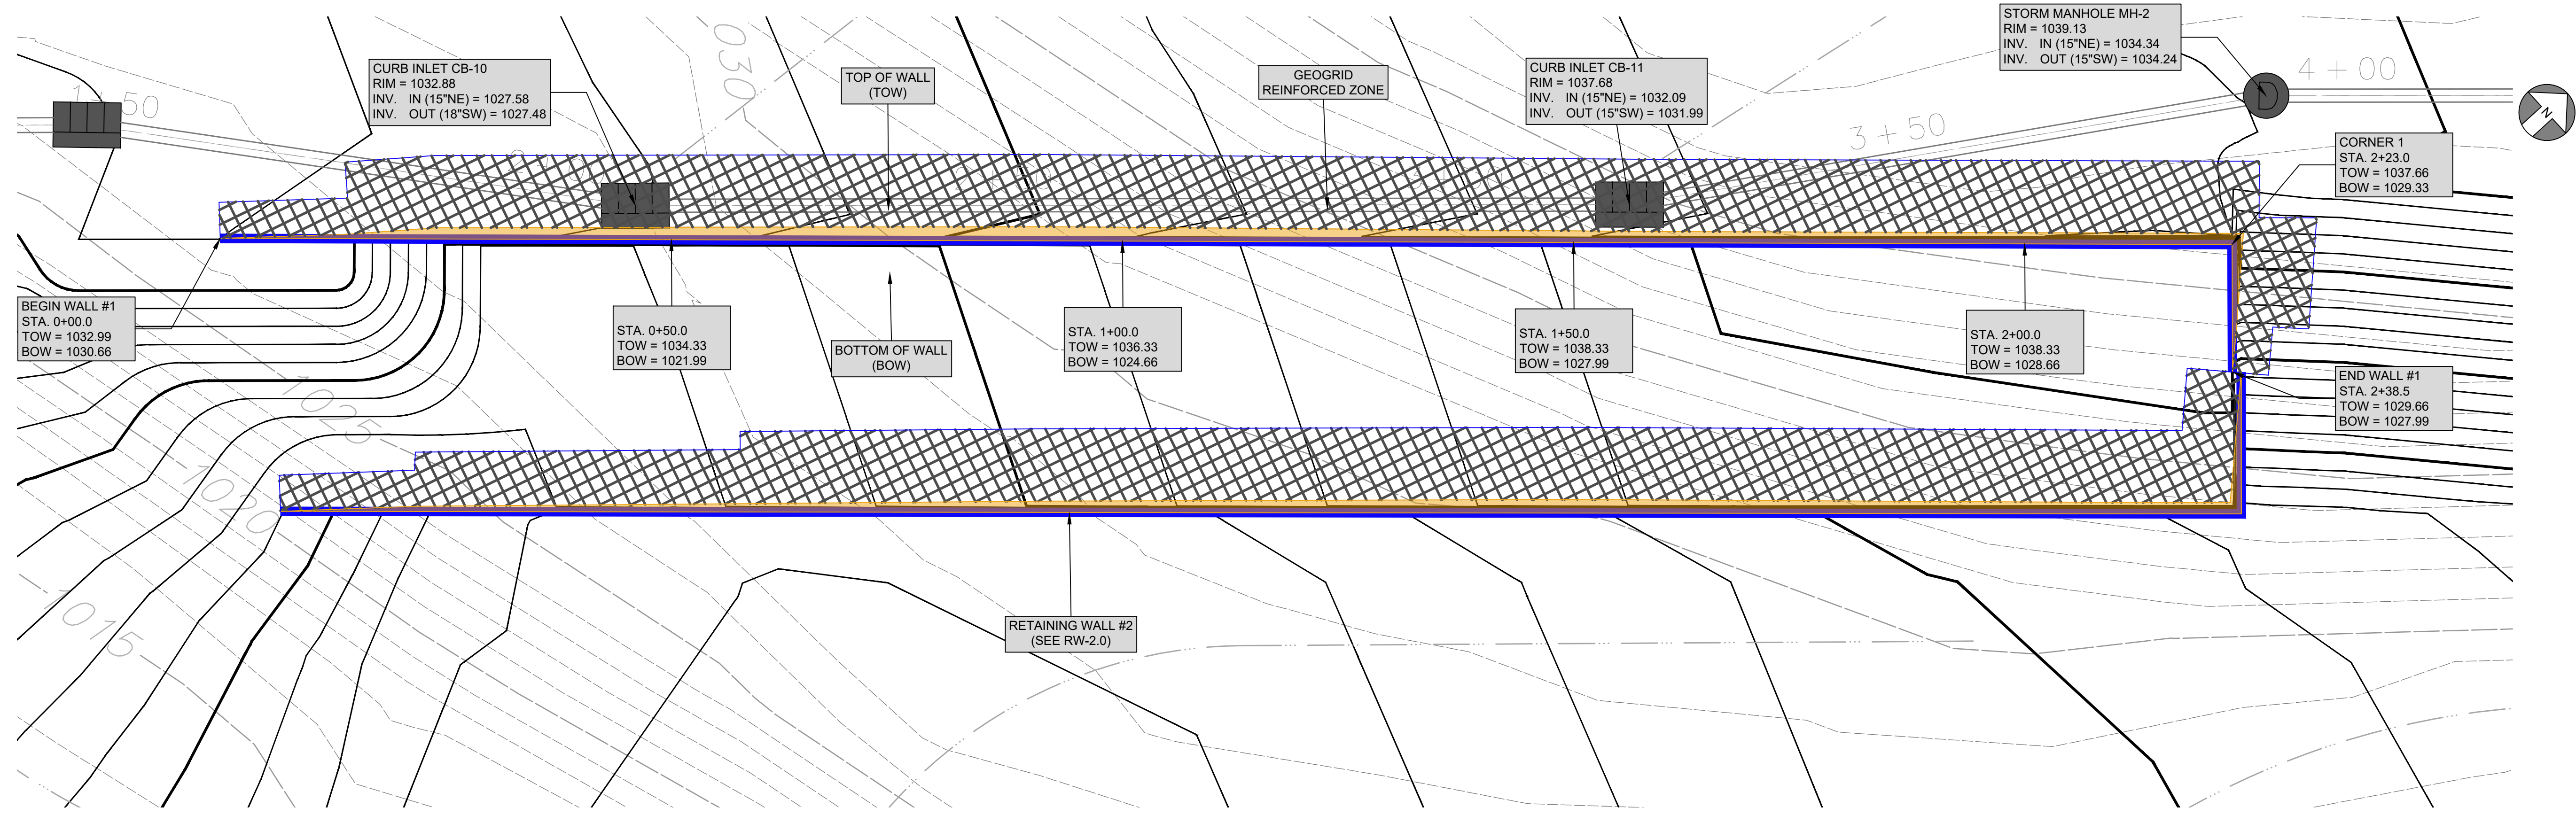 STORM MANHOLE MH-2
RIM = 1039.13
INV. IN (15"NE) = 1034.34
INV. OUT (15"SW) = 1034.24
CURB INLET CB-10
RIM = 1032.88
INV. IN (15"NE) = 1027.58
INV. OUT (18"SW) = 1027.48
TOP OF WALL
(TOW)
GEOGRID
REINFORCED ZONE
CURB INLET CB-11
RIM = 1037.68
INV. IN (15"NE) = 1032.09
INV. OUT (15"SW) = 1031.99
030
4 + 00
D
N
1 + 50
3 + 50
CORNER 1
STA. 2+23.0
TOW = 1037.66
BOW = 1029.33
BEGIN WALL #1
STA. 0+00.0
TOW = 1032.99
BOW = 1030.66
STA. 0+50.0
TOW = 1034.33
BOW = 1021.99
BOTTOM OF WALL
(BOW)
STA. 1+00.0
TOW = 1036.33
BOW = 1024.66
STA. 1+50.0
TOW = 1038.33
BOW = 1027.99
STA. 2+00.0
TOW = 1038.33
BOW = 1028.66
END WALL #1
STA. 2+38.5
TOW = 1029.66
BOW = 1027.99
1025
1020
1015
RETAINING WALL #2
(SEE RW-2.0)